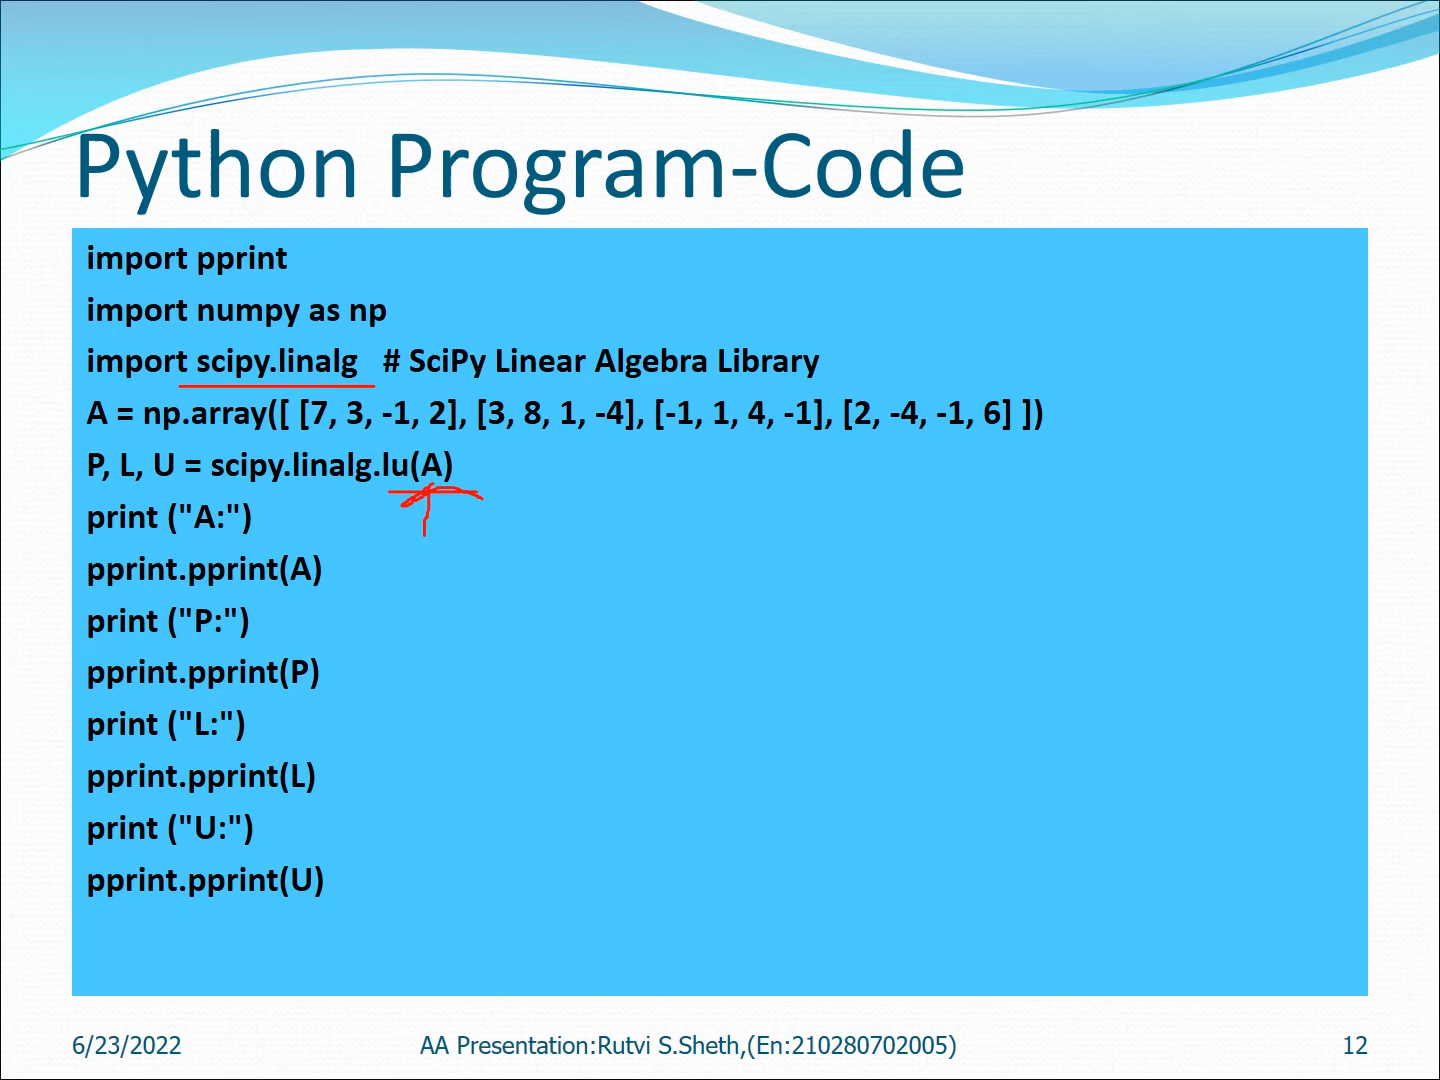 Python Program-Code
import pprint
import numpy as np
import scipy.linalg # SciPy Linear Algebra Library
A = np.array([ [7, 3, -1, 2], [3, 8, 1, -4], [-1, 1, 4, -1], [2, -4, -1, 6] ])
P, L, U = scipy.linalg.lu(A)
print ("A:")
pprint.pprint(A)
print ("P:")
pprint.pprint(P)
print ("L:")
pprint.pprint(L)
print ("U:")
pprint.pprint(U)
6/23/2022
AA Presentation:Rutvi S.Sheth,(En:210280702005)
12